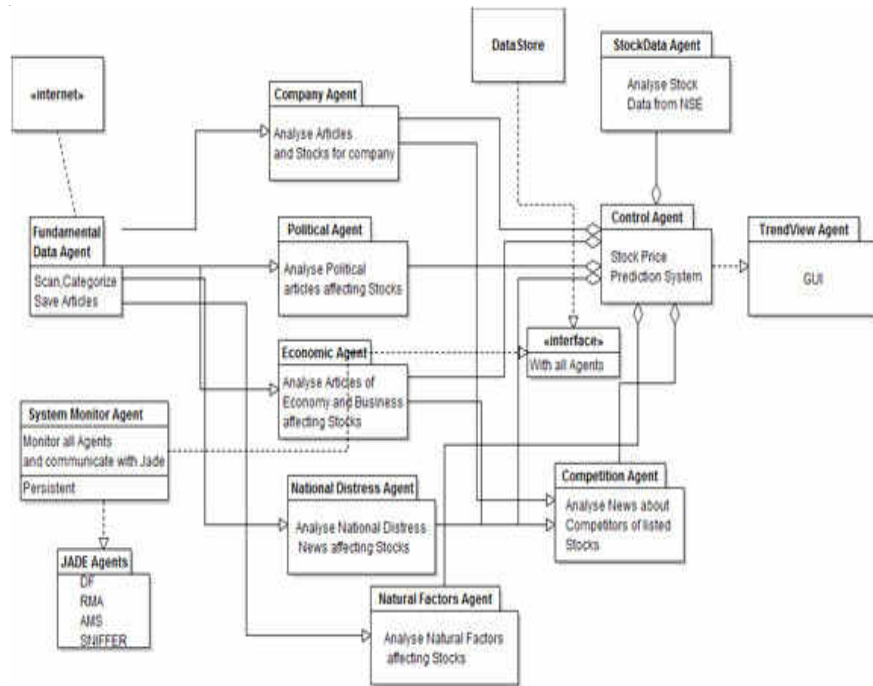 «internet»
DataStore
StockData Agent
Analyse Stock
Data from NSE
Company Agent
Analyse Articles
and Stocks for company
Fundamental
Data Agent
Scan,Categorize
Save Articles
Political Agent
Analyse Political
articles affecting Stocks
Control Agent
Stock Price
Prediction System
TrendView Agent
GUI
«interface»
With all Agents
Economic Agent
Analyse Articles of
Economy and Business
affecting Stocks
System Monitor Agent
Monitor all Agents
and communicate with Jade
Persistent
National Distress Agent
Analyse National Distress
News affecting Stocks
Competition Agent
Analyse News about
Competitors of listed
Stocks
JADE Agents
DF
RMA
AMS
SNIFFER
Natural Factors Agent
Analyse Natural Factors
affecting Stocks